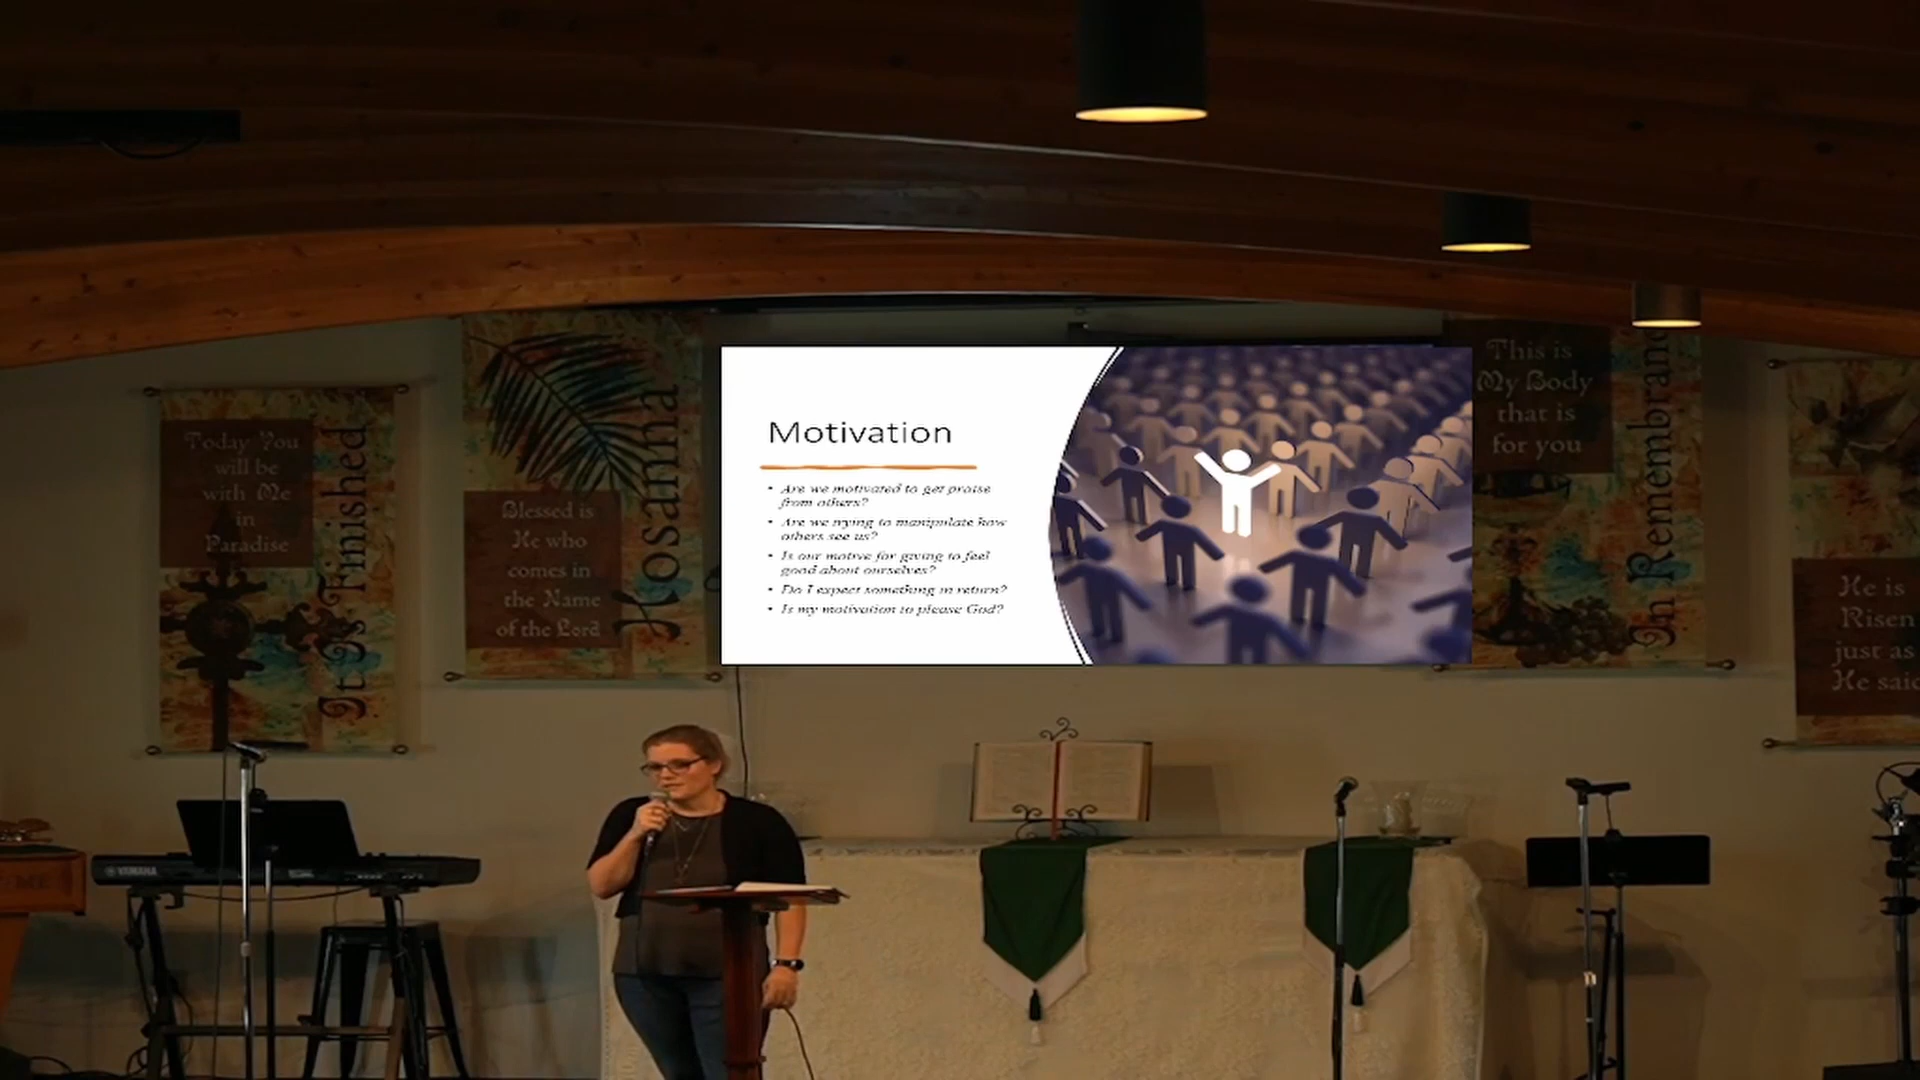 Today You
will be
with Me
in
Paradise
It Is Finished
Blessed is
He who
comes in
the Name
of the Lord
Hosanna
Motivation
• Are we motivated to get praise
from others?
• Are we trying to manipulate how
others see us?
• Is our motive for giving to feel
good about ourselves?
• Do I expect something in return?
• Is my motivation to please God?
This is
My Body
that is
for you
In Remembranc
He is
Risen
just as
He said
YAMAHA